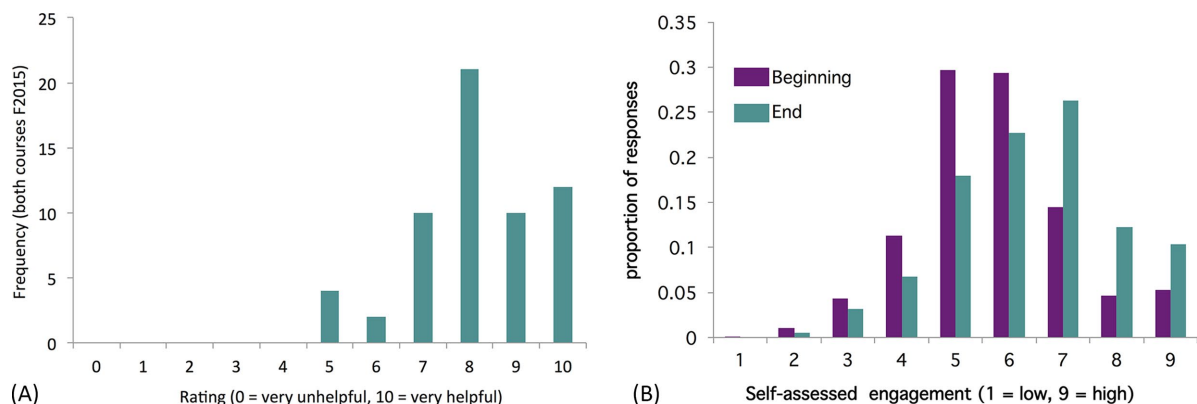 25
20
15
10
5
0
Frequency (both courses F2015)
0 1 2 3 4 5 6 7 8 9 10
Rating (0 = very unhelpful, 10 = very helpful)
(A)
0.35
0.3
0.25
0.2
0.15
0.1
0.05
0
proportion of responses
Beginning
End
1 2 3 4 5 6 7 8 9
Self-assessed engagement (1 = low, 9 = high)
(B)